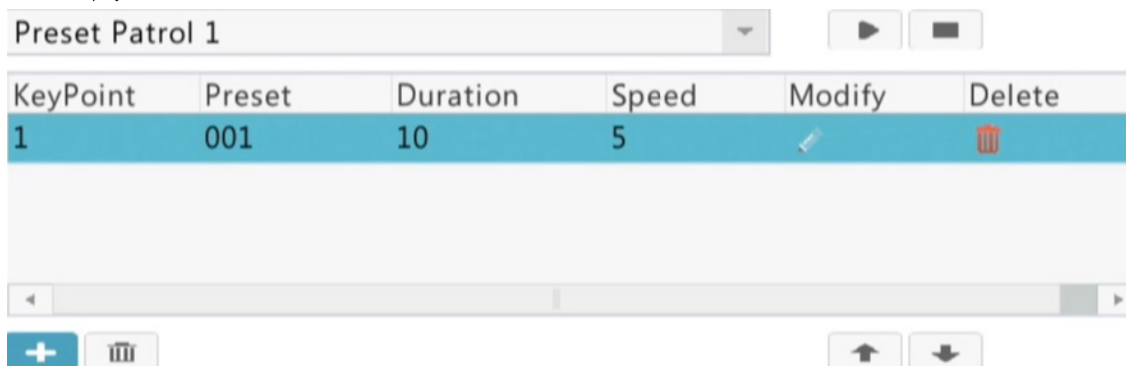 Preset Patrol 1
KeyPoint Preset Duration Speed Modify Delete
1 001 10 5